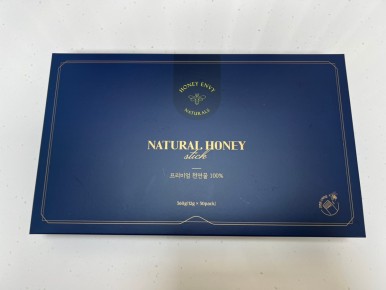 HONEY ENVY
NATURALS
NATURAL HONEY
stick
프리미엄 천연꿀 100%